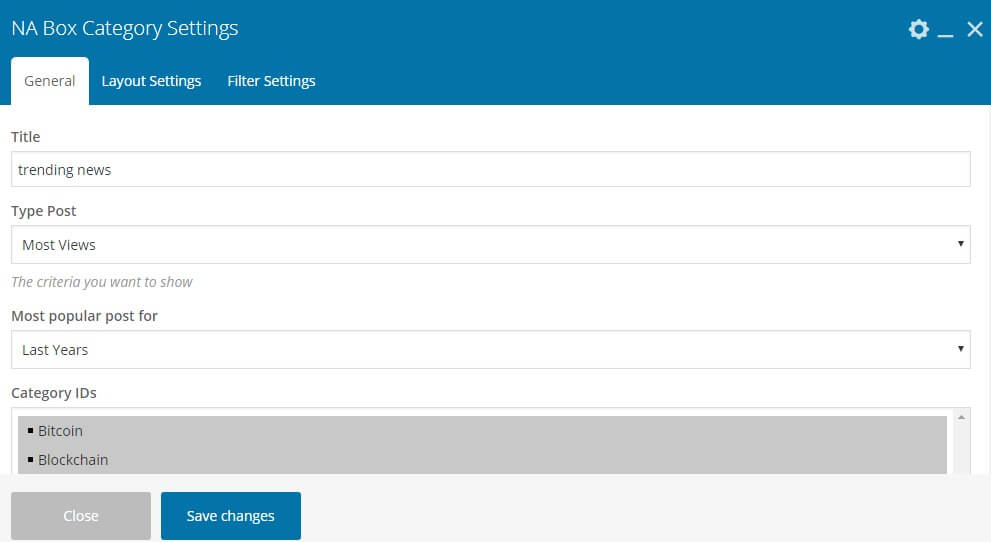 NA Box Category Settings
General Layout Settings Filter Settings
Title
trending news
Type Post
Most Views
The criteria you want to show
Most popular post for
Last Years
Category IDs
Bitcoin
Blockchain
Close Save changes